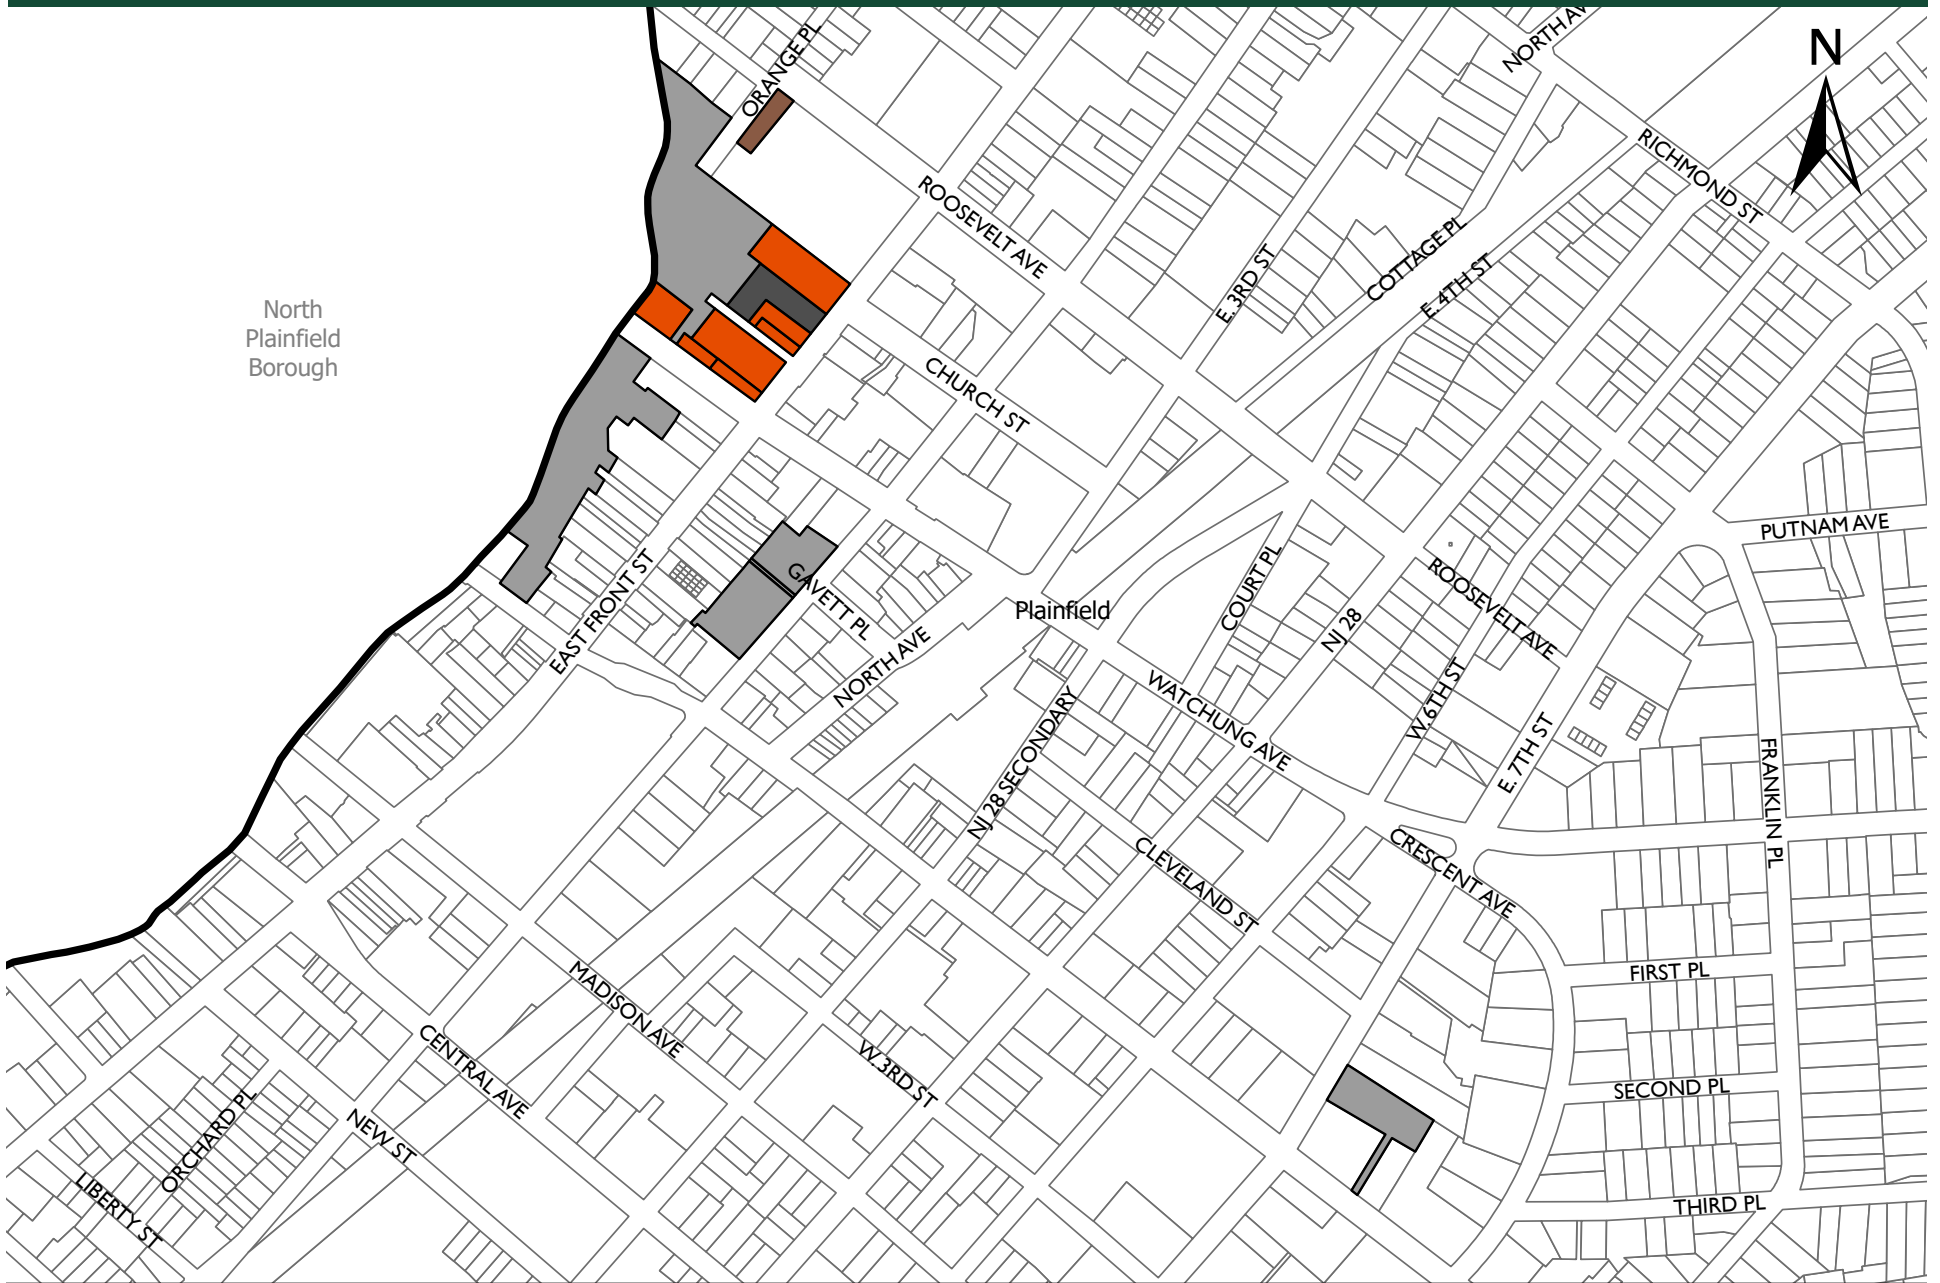 ORANGE PL
NORTH AV
N
RICHMOND ST
ROOSEVELT AVE
COTTAGE PL
E. 3RD ST
E. 4TH ST
North
Plainfield
Borough
CHURCH ST
PUTNAM AVE
GAVETT PL
EAST FRONT ST
COURT PL
ROOSEVELT AVE
Plainfield
NJ 28
NORTH AVE
WATCHUNG AVE
W.6TH ST
NJ 28 SECONDARY
E. 7TH ST
FRANKLIN PL
CLEVELAND ST
CRESCENT AVE
FIRST PL
MADISON AVE
CENTRAL AVE
W.3RD ST
SECOND PL
ORCHARD PL
NEW ST
LIBERTY ST
THIRD PL